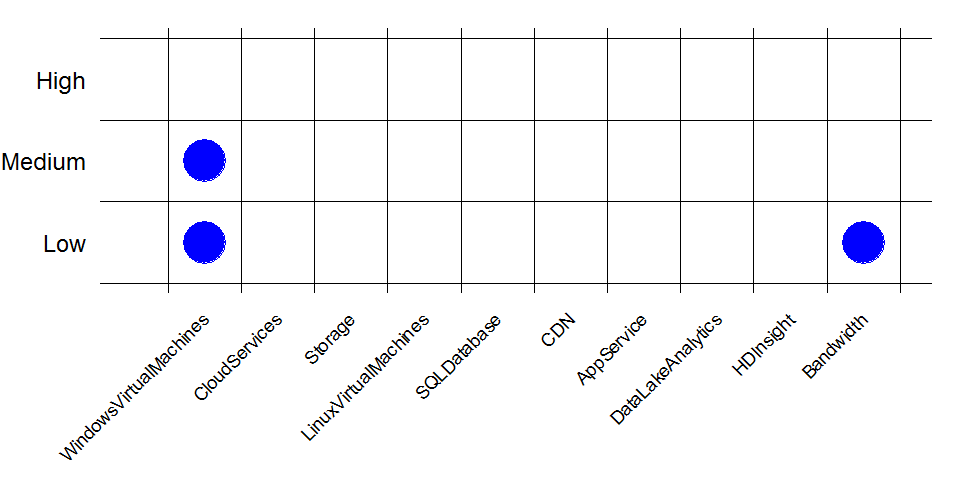 High
Medium
Low
WindowsVirtualMachines
CloudServices
Storage
LinuxVirtualMachines
SQLDatabase
CDN
AppService
DataLakeAnalytics
HDInsight
Bandwidth